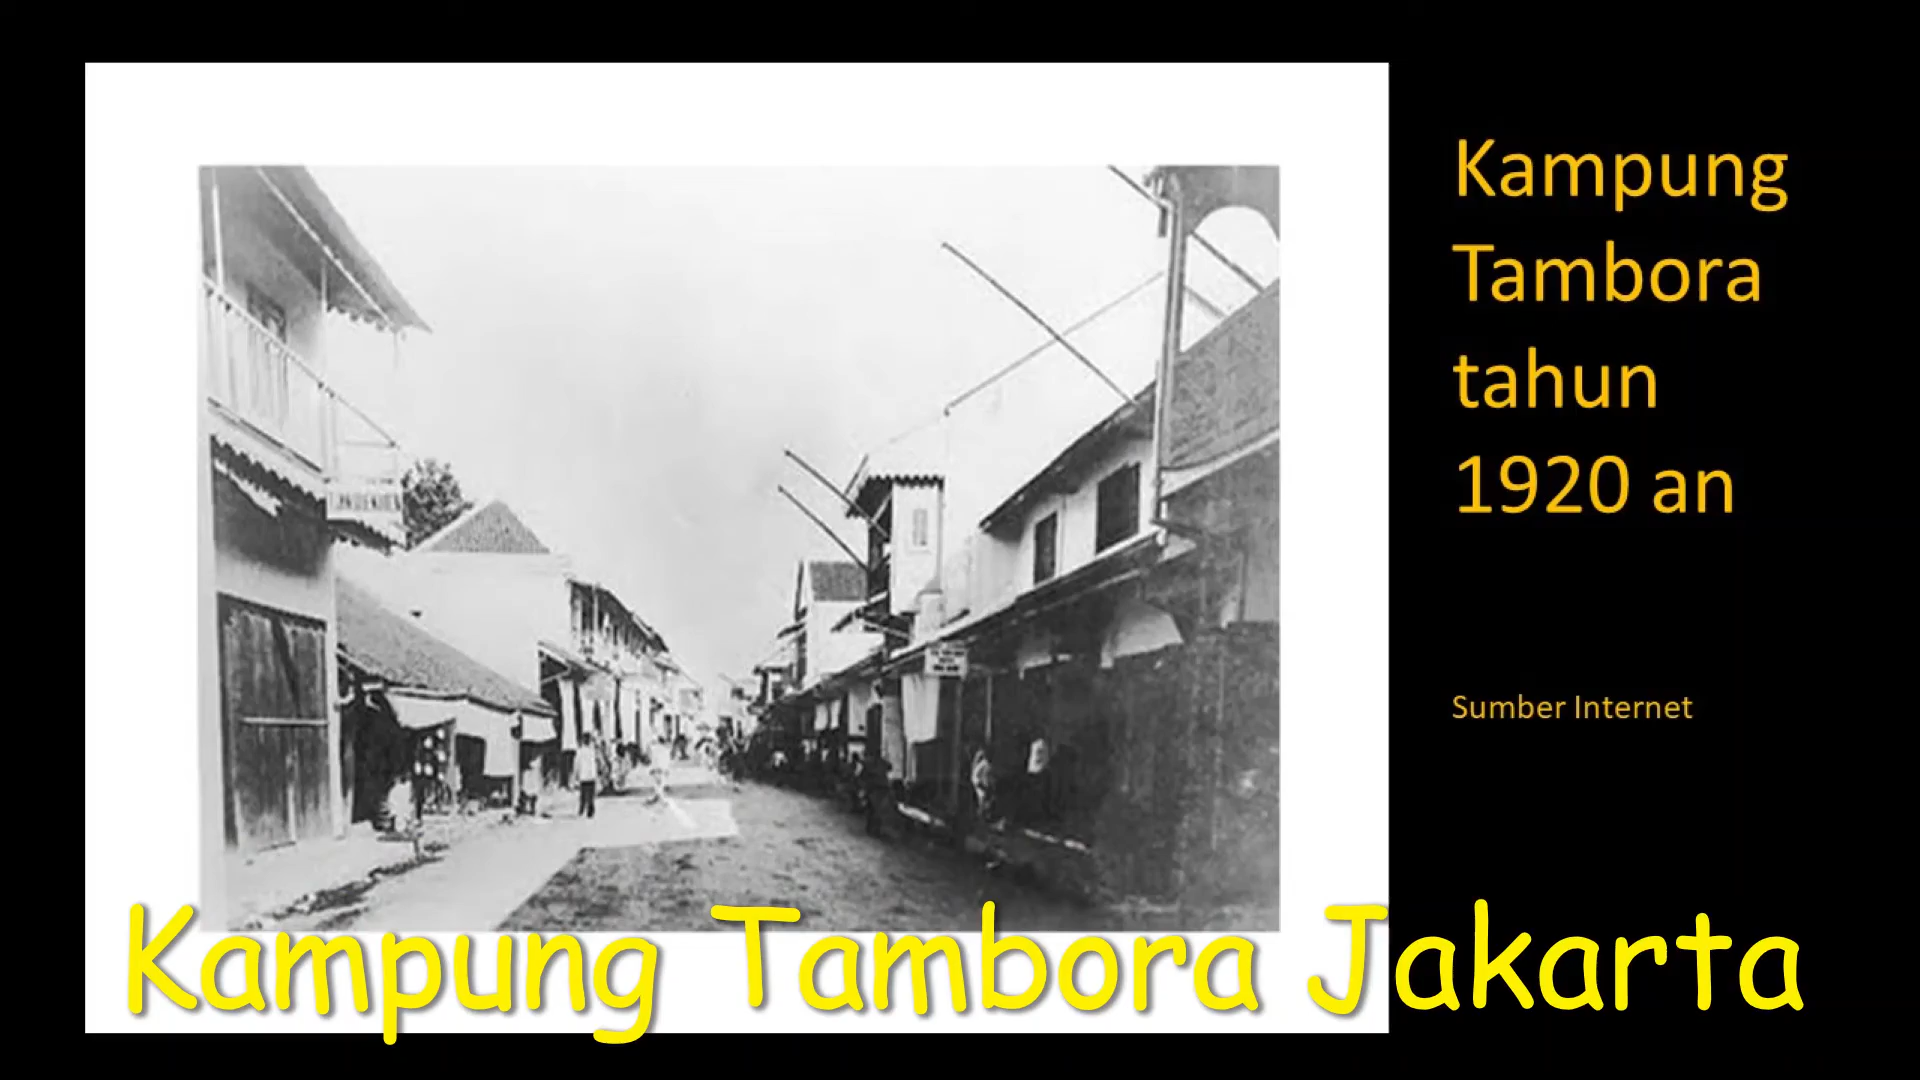 Kampung
Tambora
tahun
1920 an
Sumber Internet
Kampung Tambora Jakarta